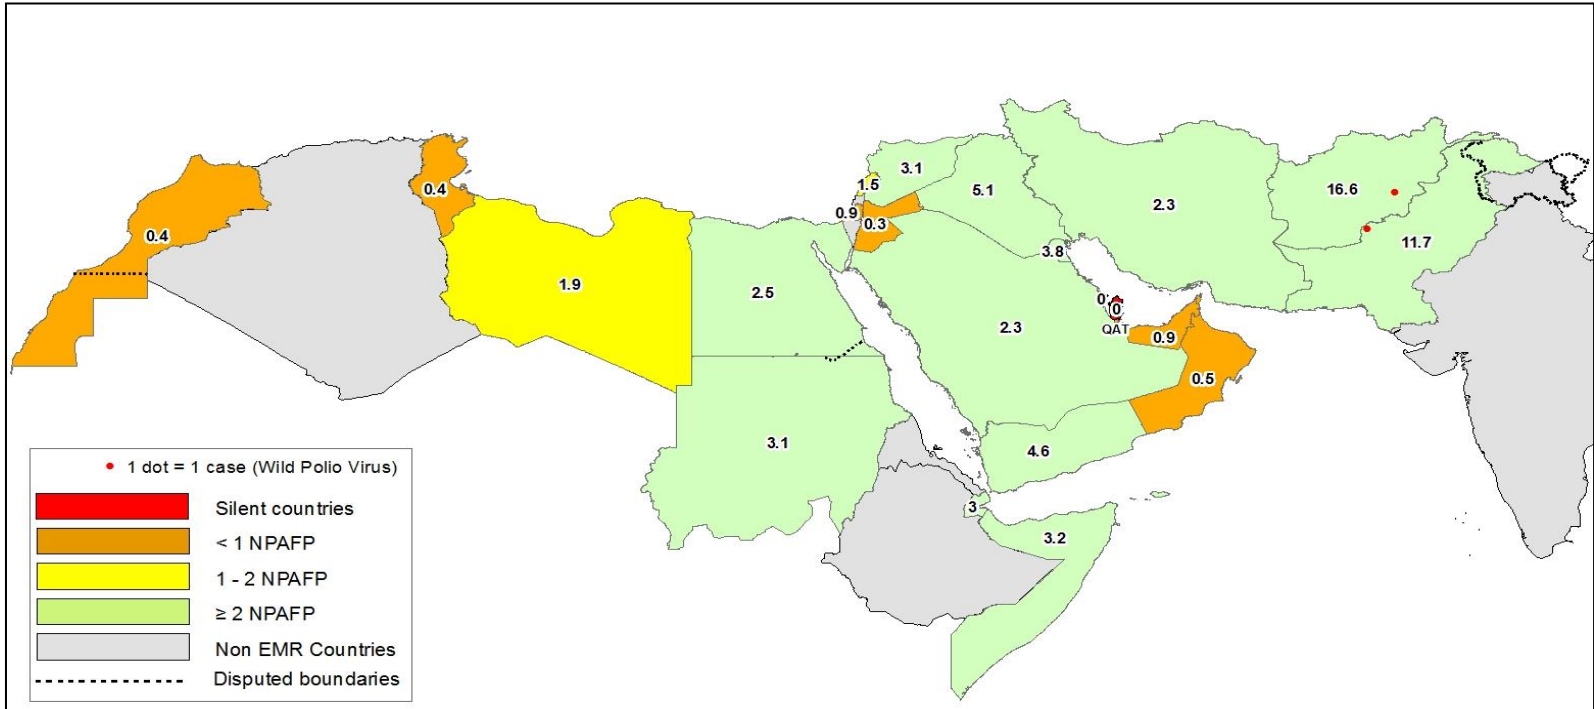 3.1
1.5
5.1
16.6
0.4
2.3
0.9
0.3
0.4
11.7
3.8
1.9
2.5
0
0
QAT
2.3
0.9
0.5
3.1
4.6
3
3.2
1 dot = 1 case (Wild Polio Virus)
Silent countries
< 1 NPAFP
1 - 2 NPAFP
≥ 2 NPAFP
Non EMR Countries
Disputed boundaries